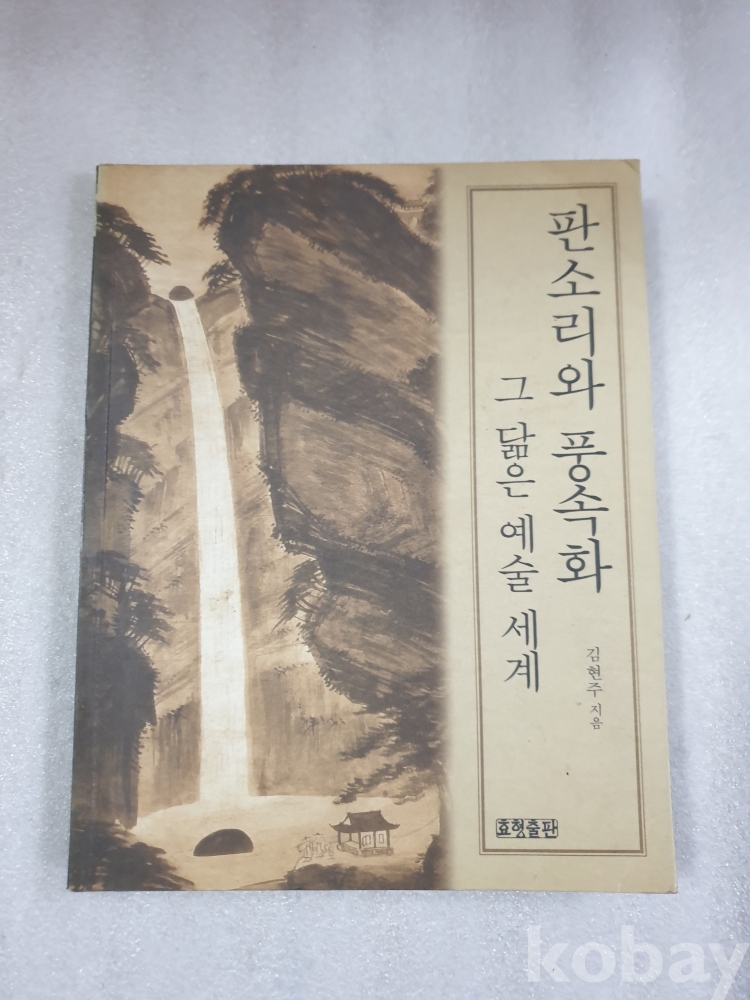 판소리와 풍속화
그 닮은 예술 세계
김현주 지음
효형출판
kobay